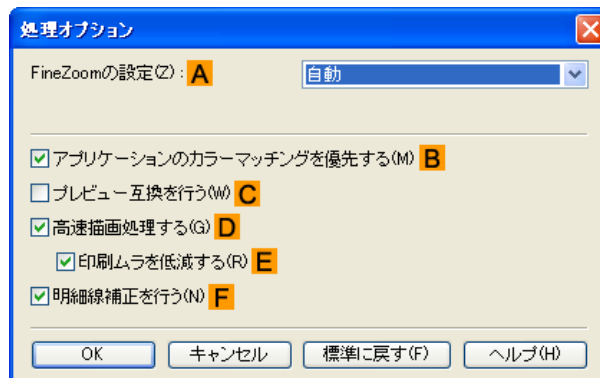 処理オプション
FineZoomの設定(Z): A 自動
アプリケーションのカラーマッチングを優先する(M) B
プレビュー互換を行う(W) C
高速描画処理する(G) D
印刷ムラを低減する(R) E
明細線補正を行う(N) F
OK キャンセル 標準に戻す(F) ヘルプ(H)